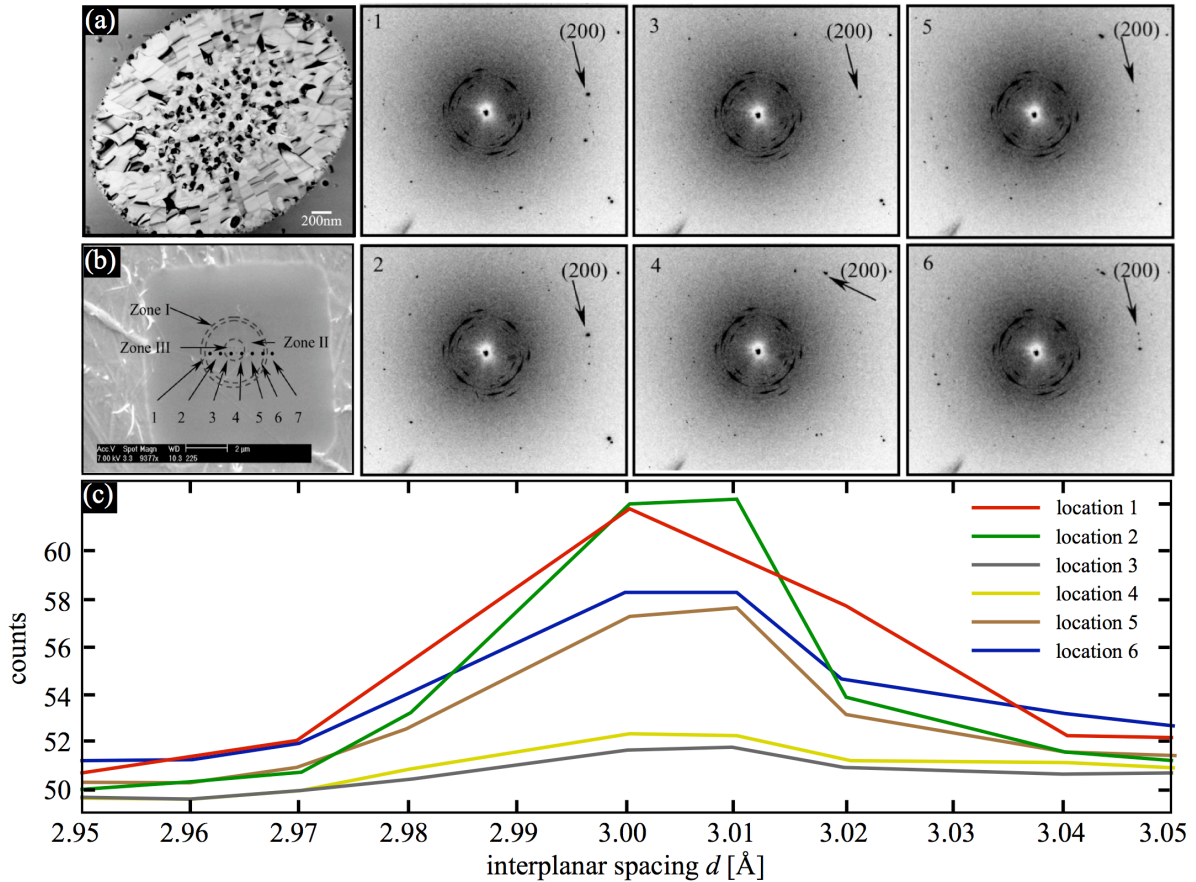 (a)
200nm
1
(200)
3
(200)
5
(200)
(b)
Zone I
Zone III
Zone II
1 2 3 4 5 6 7
Acc.V Spot Magn WD 2 μm
7.00 kV 3.3 9377x 10.3 225
2
(200)
4
(200)
6
(200)
(c)
location 1
location 2
location 3
location 4
location 5
location 6
counts
60
58
56
54
52
50
2.95 2.96 2.97 2.98 2.99 3.00 3.01 3.02 3.03 3.04 3.05
interplanar spacing d [Å]